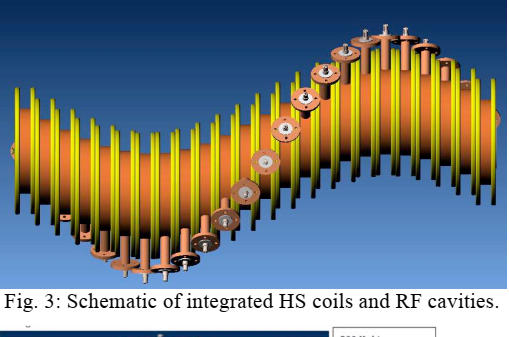 Fig. 3: Schematic of integrated HS coils and RF cavities.